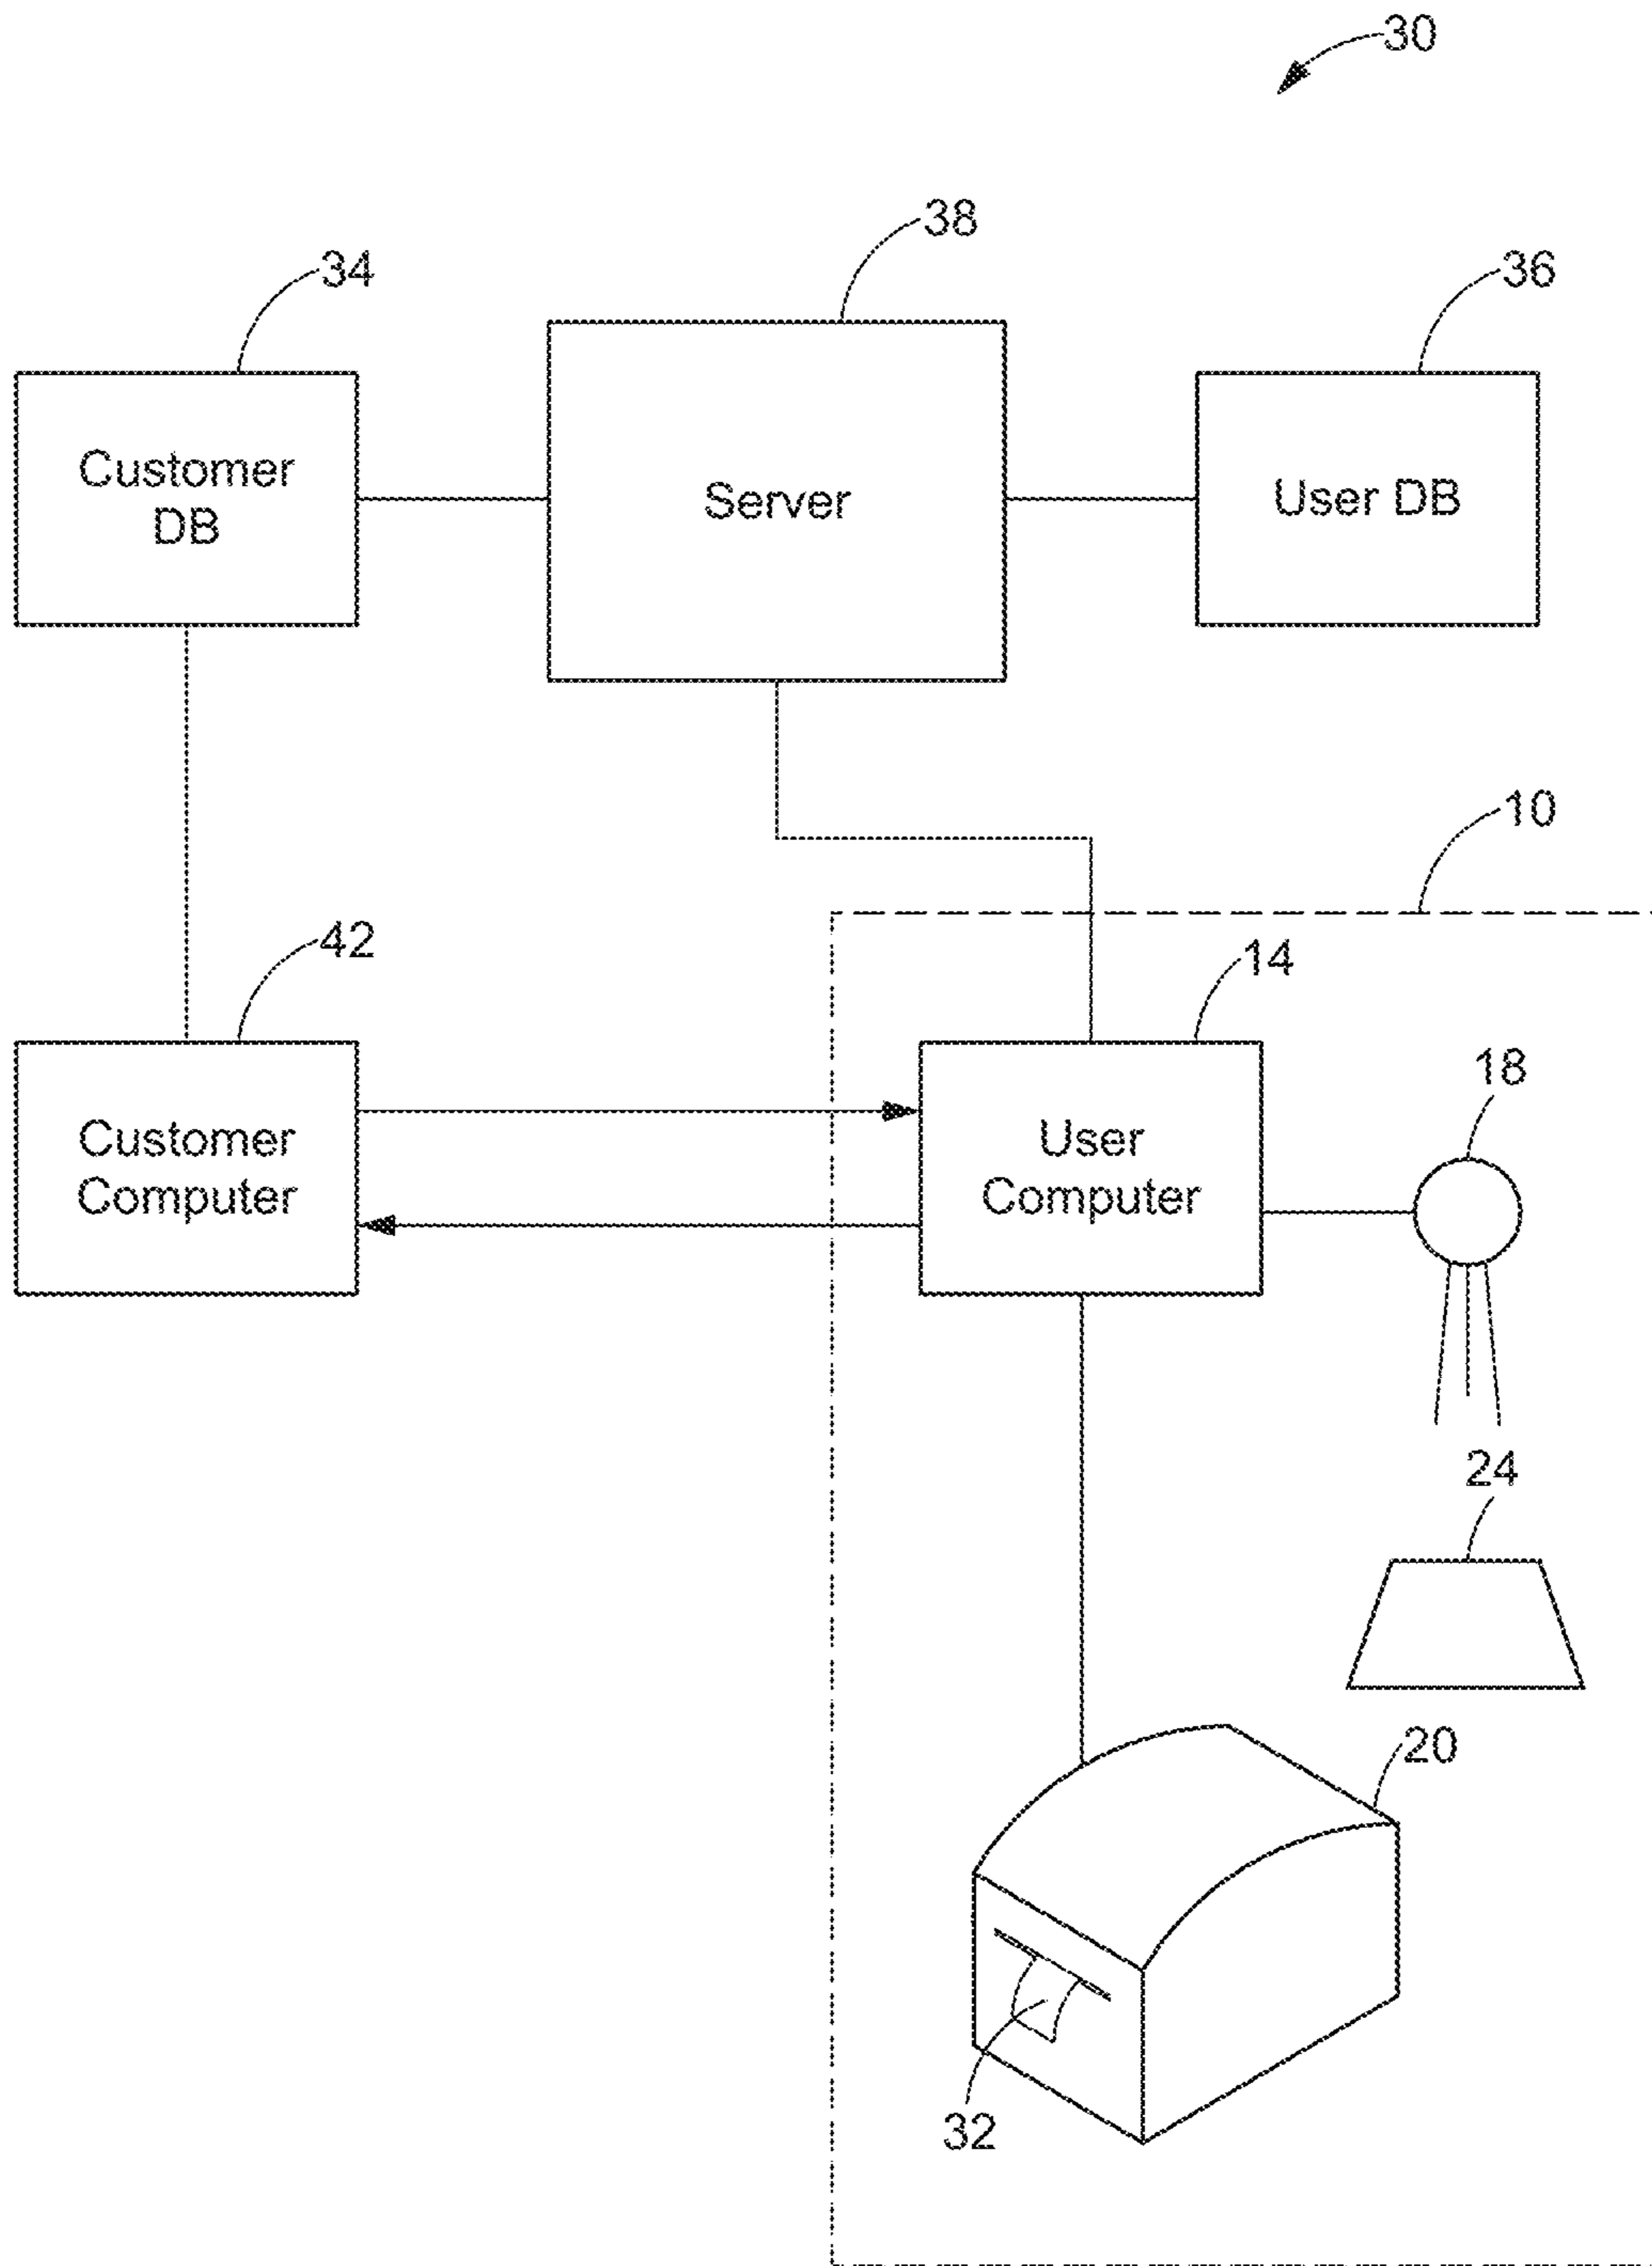 30
38
34
36
Customer
DB
Server
User DB
10
42
14
18
Customer
Computer
User
Computer
24
20
32